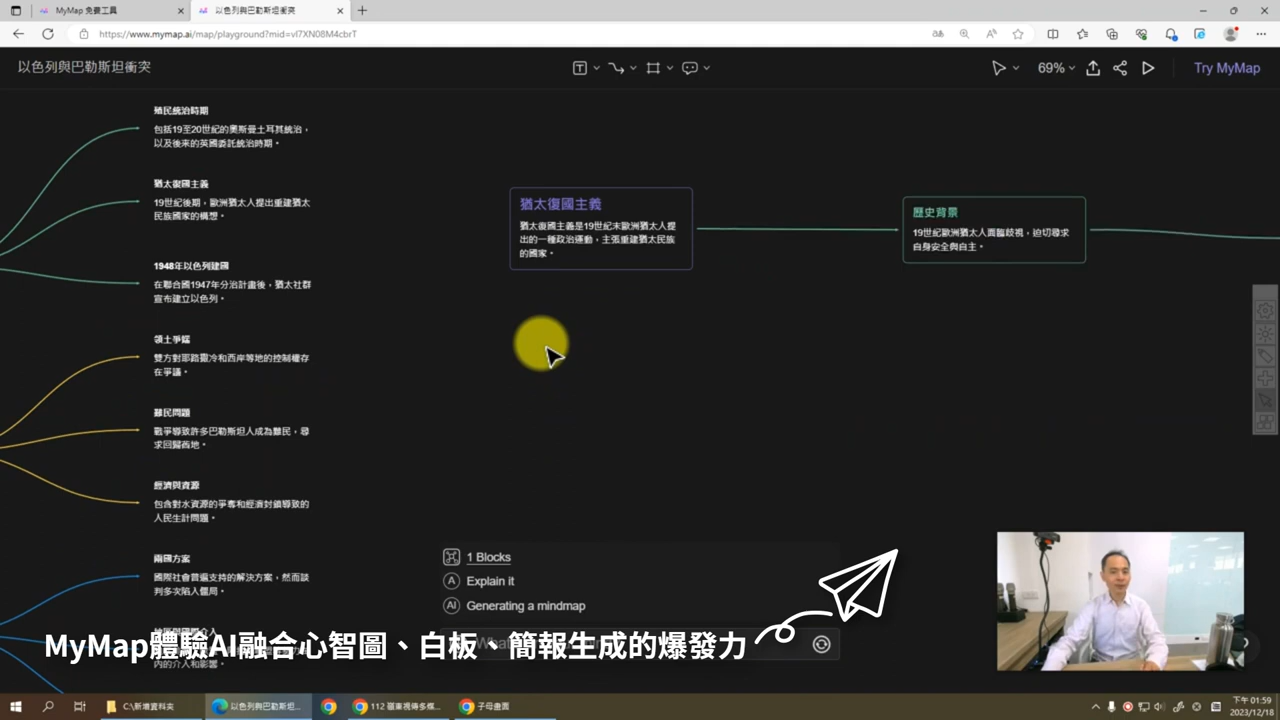 MyMap 免費工具
以色列與巴勒斯坦衝突
https://www.mymap.ai/map/playground?mid=vl7XN08M4cbrT
以色列與巴勒斯坦衝突
69%
Try MyMap
殖民統治時期
包括19至20世紀的奧斯曼土耳其統治，
以及後來的英國委託統治時期。
猶太復國主義
19世紀後期，歐洲猶太人提出重建猶太
民族國家的構想。
1948年以色列建國
在聯合國1947年分治計畫後，猶太社群
宣布建立以色列。
領土爭議
雙方對耶路撒冷和西岸等地的控制權存
在爭議。
難民問題
戰爭導致許多巴勒斯坦人成為難民，尋
求回歸舊地。
經濟與資源
包含對水資源的爭奪和經濟封鎖導致的
人民生計問題。
兩國方案
國際社會普遍支持的解決方案，然而談
判多次陷入僵局。
內的介入和影響。
猶太復國主義
猶太復國主義是19世紀末歐洲猶太人提
出的一種政治運動，主張重建猶太民族
的國家。
歷史背景
19世紀歐洲猶太人面臨歧視，迫切尋求
自身安全與自主。
1 Blocks
Explain it
Generating a mindmap
MyMap體驗AI融合心智圖、白板、簡報生成的爆發力
C:\新增資料夾
以色列與巴勒斯坦...
112 磁東視傳多媒...
子母畫面
下午 01:59
2023/12/18